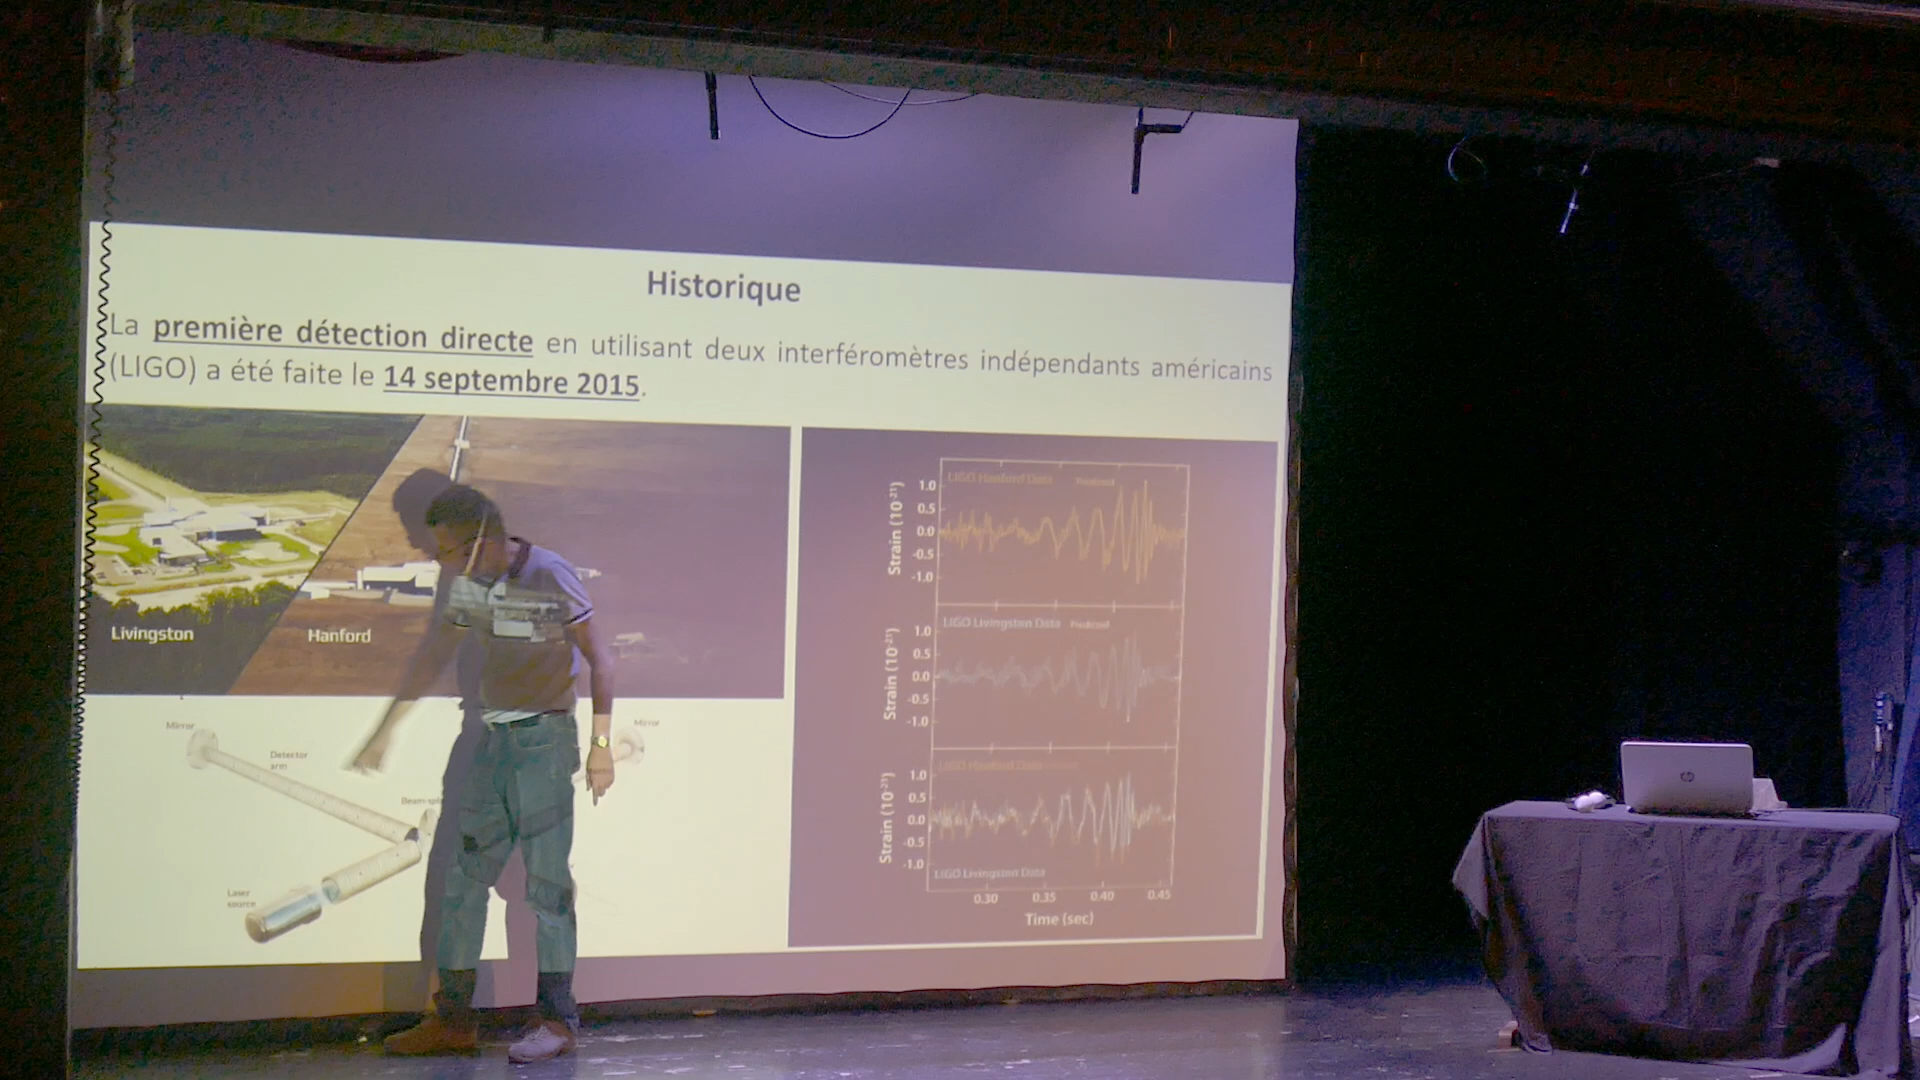 Historique
La première détection directe en utilisant deux interféromètres indépendants américains
(LIGO) a été faite le 14 septembre 2015.
Livingston
Hanford
Mirror
Detector
arm
Laser
source
Mirror
LIGO Hanford Data Predicted
Strain (10-21)
1.0
0.5
0.0
-0.5
-1.0
LIGO Livingston Data Predicted
Strain (10-21)
1.0
0.5
0.0
-0.5
-1.0
LIGO Hanford Data
Strain (10-21)
1.0
0.5
0.0
-0.5
-1.0
LIGO Livingston Data
0.30 0.35 0.40 0.45
Time (sec)
hp